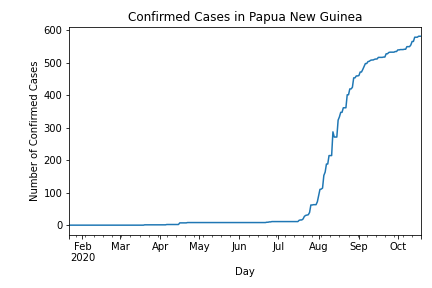 Confirmed Cases in Papua New Guinea
600
500
400
300
200
100
0
Number of Confirmed Cases
Feb Mar Apr May Jun Jul Aug Sep Oct
2020
Day